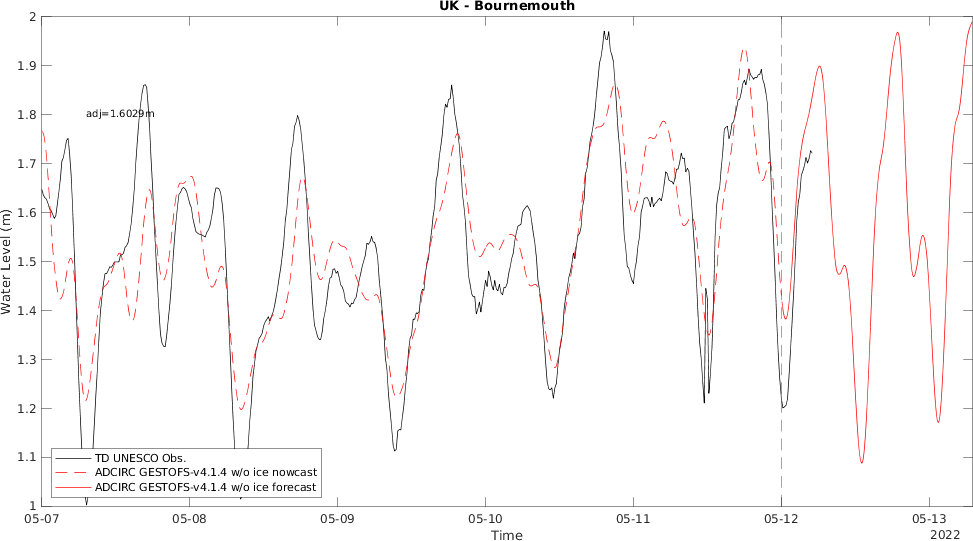 UK - Bournemouth
2
1.9
1.8
1.7
1.6
1.5
1.4
1.3
1.2
1.1
1
Water Level (m)
adj=1.6029m
TD UNESCO Obs.
ADCIRC GESTOFS-v4.1.4 w/o ice nowcast
ADCIRC GESTOFS-v4.1.4 w/o ice forecast
05-07 05-08 05-09 05-10 05-11 05-12 05-13
Time
2022